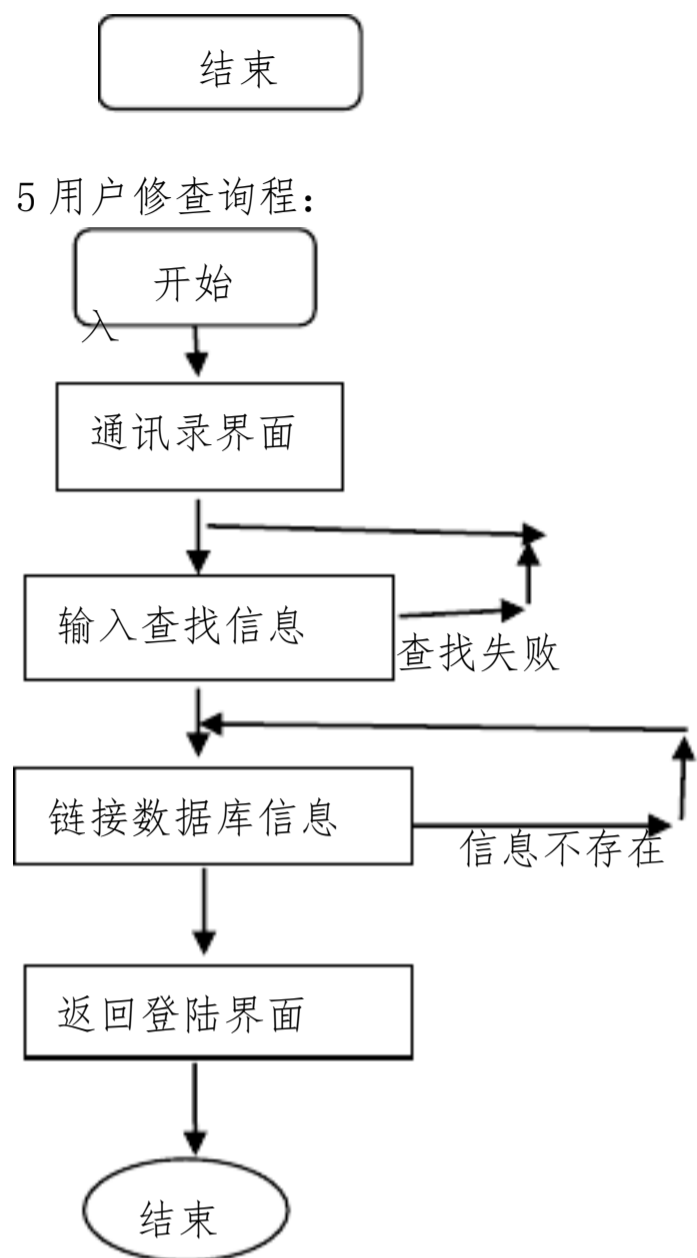 结束
5 用户修查询程：
开始
入
通讯录界面
输入查找信息
查找失败
链接数据库信息
信息不存在
返回登陆界面
结束